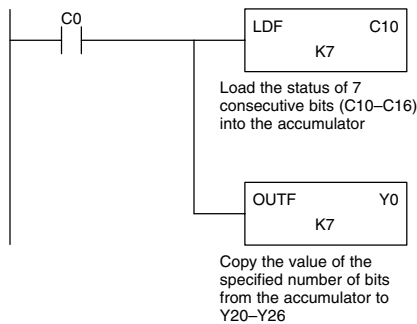 C0
LDF C10
K7
Load the status of 7
consecutive bits (C10–C16)
into the accumulator
OUTF Y0
K7
Copy the value of the
specified number of bits
from the accumulator to
Y20–Y26